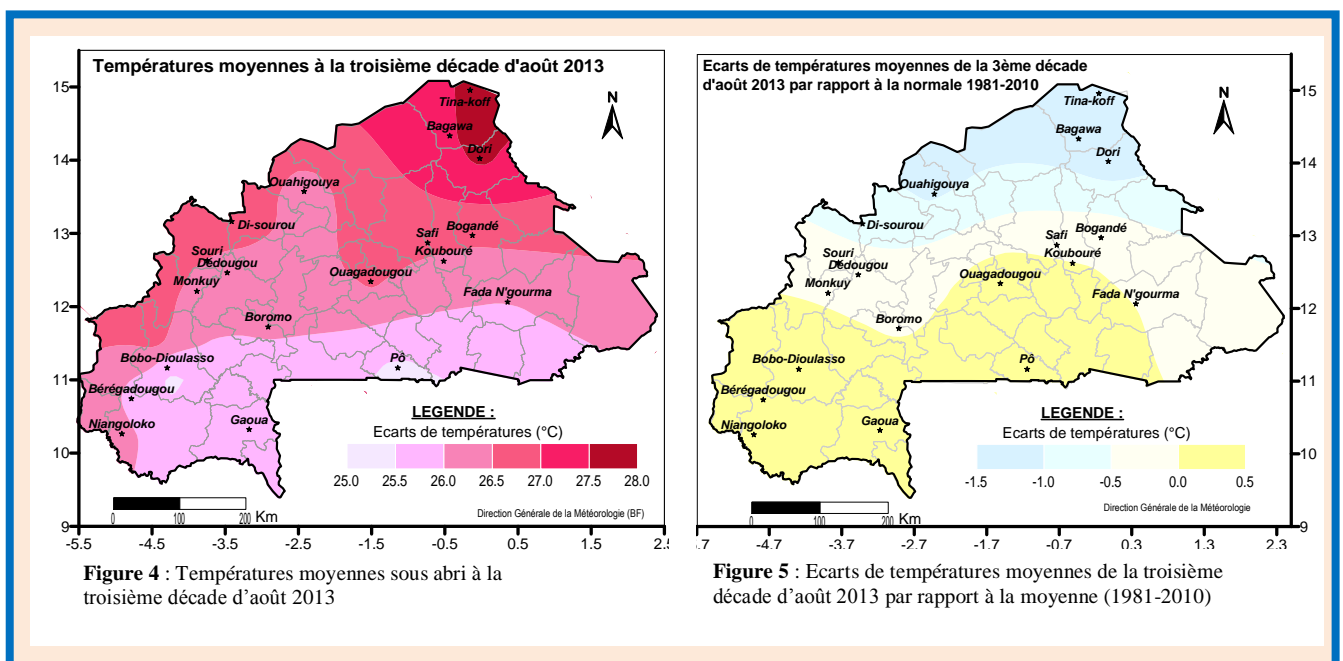 Températures moyennes à la troisième décade d'août 2013
N
Tina-koff
Bagawa
Dori
Ouahigouya
Di-sourou
Safi
Bogandé
Souri
Koubouré
Dédougou
Ouagadougou
Monkuy
Fada N'gourma
Boromo
Bobo-Dioulasso
Pô
Bérégadougou
Niangoloko
Gaoua
LEGENDE :
Ecarts de températures (°C)
25.0 25.5 26.0 26.5 27.0 27.5 28.0
0 100 200 Km
Direction Générale de la Météorologie (BF)
15
14
13
12
11
10
9
-5.5 -4.5 -3.5 -2.5 -1.5 -0.5 0.5 1.5 2.5
Figure 4 : Températures moyennes sous abri à la
troisième décade d’août 2013
Ecarts de températures moyennes de la 3ème décade
d'août 2013 par rapport à la normale 1981-2010
N
Tina-koff
Bagawa
Dori
Ouahigouya
Di-sourou
Safi
Bogandé
Souri
Koubouré
Dédougou
Ouagadougou
Monkuy
Fada N'gourma
Boromo
Bobo-Dioulasso
Pô
Bérégadougou
Niangoloko
Gaoua
LEGENDE :
Ecarts de températures (°C)
-1.5 -1.0 -0.5 0.0 0.5
0 100 200 Km
Direction Générale de la Météorologie
15
14
13
12
11
10
9
.7 -4.7 -3.7 -2.7 -1.7 -0.7 0.3 1.3 2.3
Figure 5 : Ecarts de températures moyennes de la troisième
décade d’août 2013 par rapport à la moyenne (1981-2010)